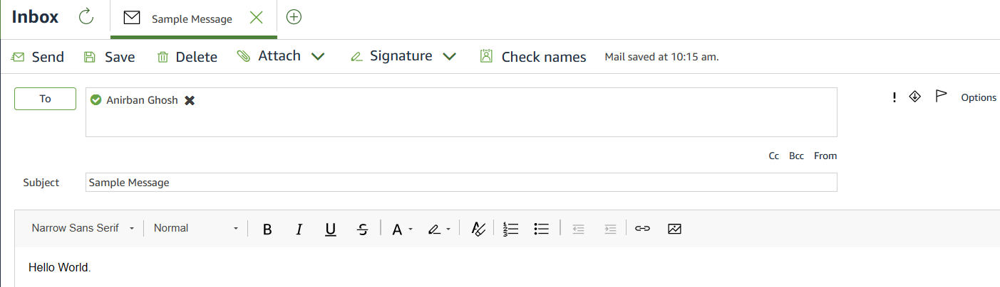 Inbox Sample Message
Send Save Delete Attach Signature Check names Mail saved at 10:15 am.
To Anirban Ghosh ! Options
Cc Bcc From
Subject Sample Message
Narrow Sans Serif Normal B I U S A
Hello World.